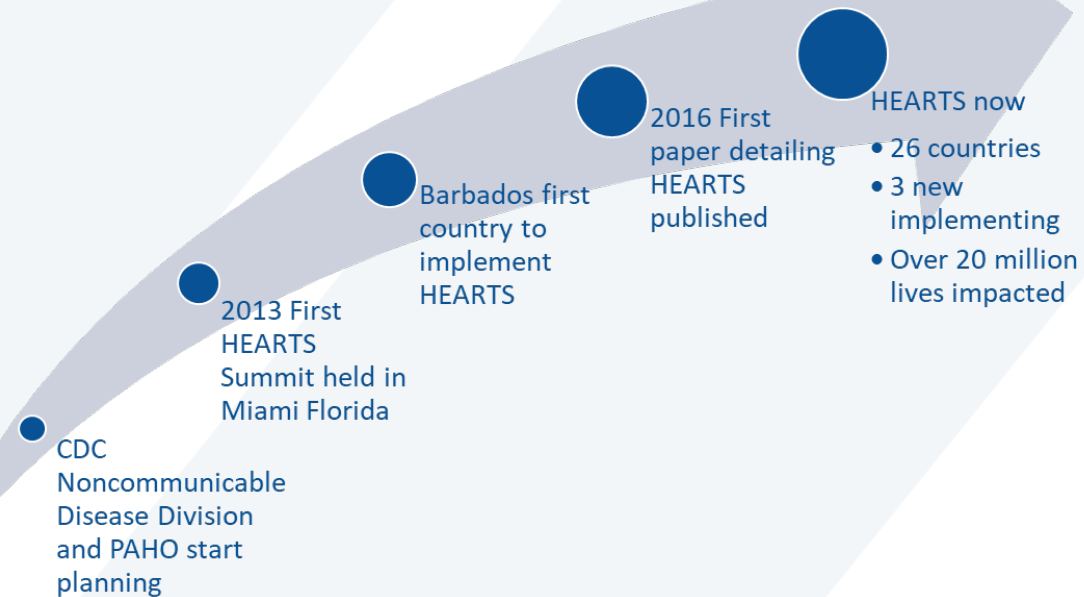 CDC
Noncommunicable
Disease Division
and PAHO start
planning
2013 First
HEARTS
Summit held in
Miami Florida
Barbados first
country to
implement
HEARTS
2016 First
paper detailing
HEARTS
published
HEARTS now
• 26 countries
• 3 new
implementing
• Over 20 million
lives impacted